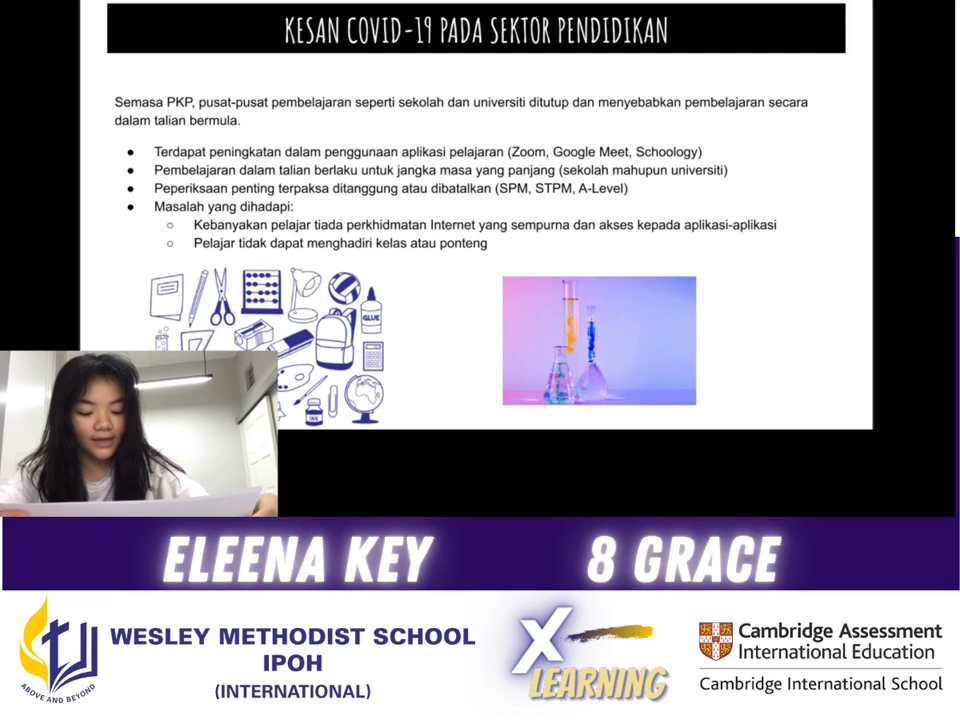 KESAN COVID-19 PADA SEKTOR PENDIDIKAN
Semasa PKP, pusat-pusat pembelajaran seperti sekolah dan universiti ditutup dan menyebabkan pembelajaran secara
dalam talian bermula.
● Terdapat peningkatan dalam penggunaan aplikasi pelajaran (Zoom, Google Meet, Schoology)
● Pembelajaran dalam talian berlaku untuk jangka masa yang panjang (sekolah mahupun universiti)
● Peperiksaan penting terpaksa ditanggung atau dibatalkan (SPM, STPM, A-Level)
● Masalah yang dihadapi:
○ Kebanyakan pelajar tiada perkhidmatan Internet yang sempurna dan akses kepada aplikasi-aplikasi
○ Pelajar tidak dapat menghadiri kelas atau ponteng
GLUE
INK
ELEENA KEY
8 GRACE
ABOVE AND BEYOND
WESLEY METHODIST SCHOOL
IPOH
(INTERNATIONAL)
X
LEARNING
Cambridge Assessment
International Education
Cambridge International School